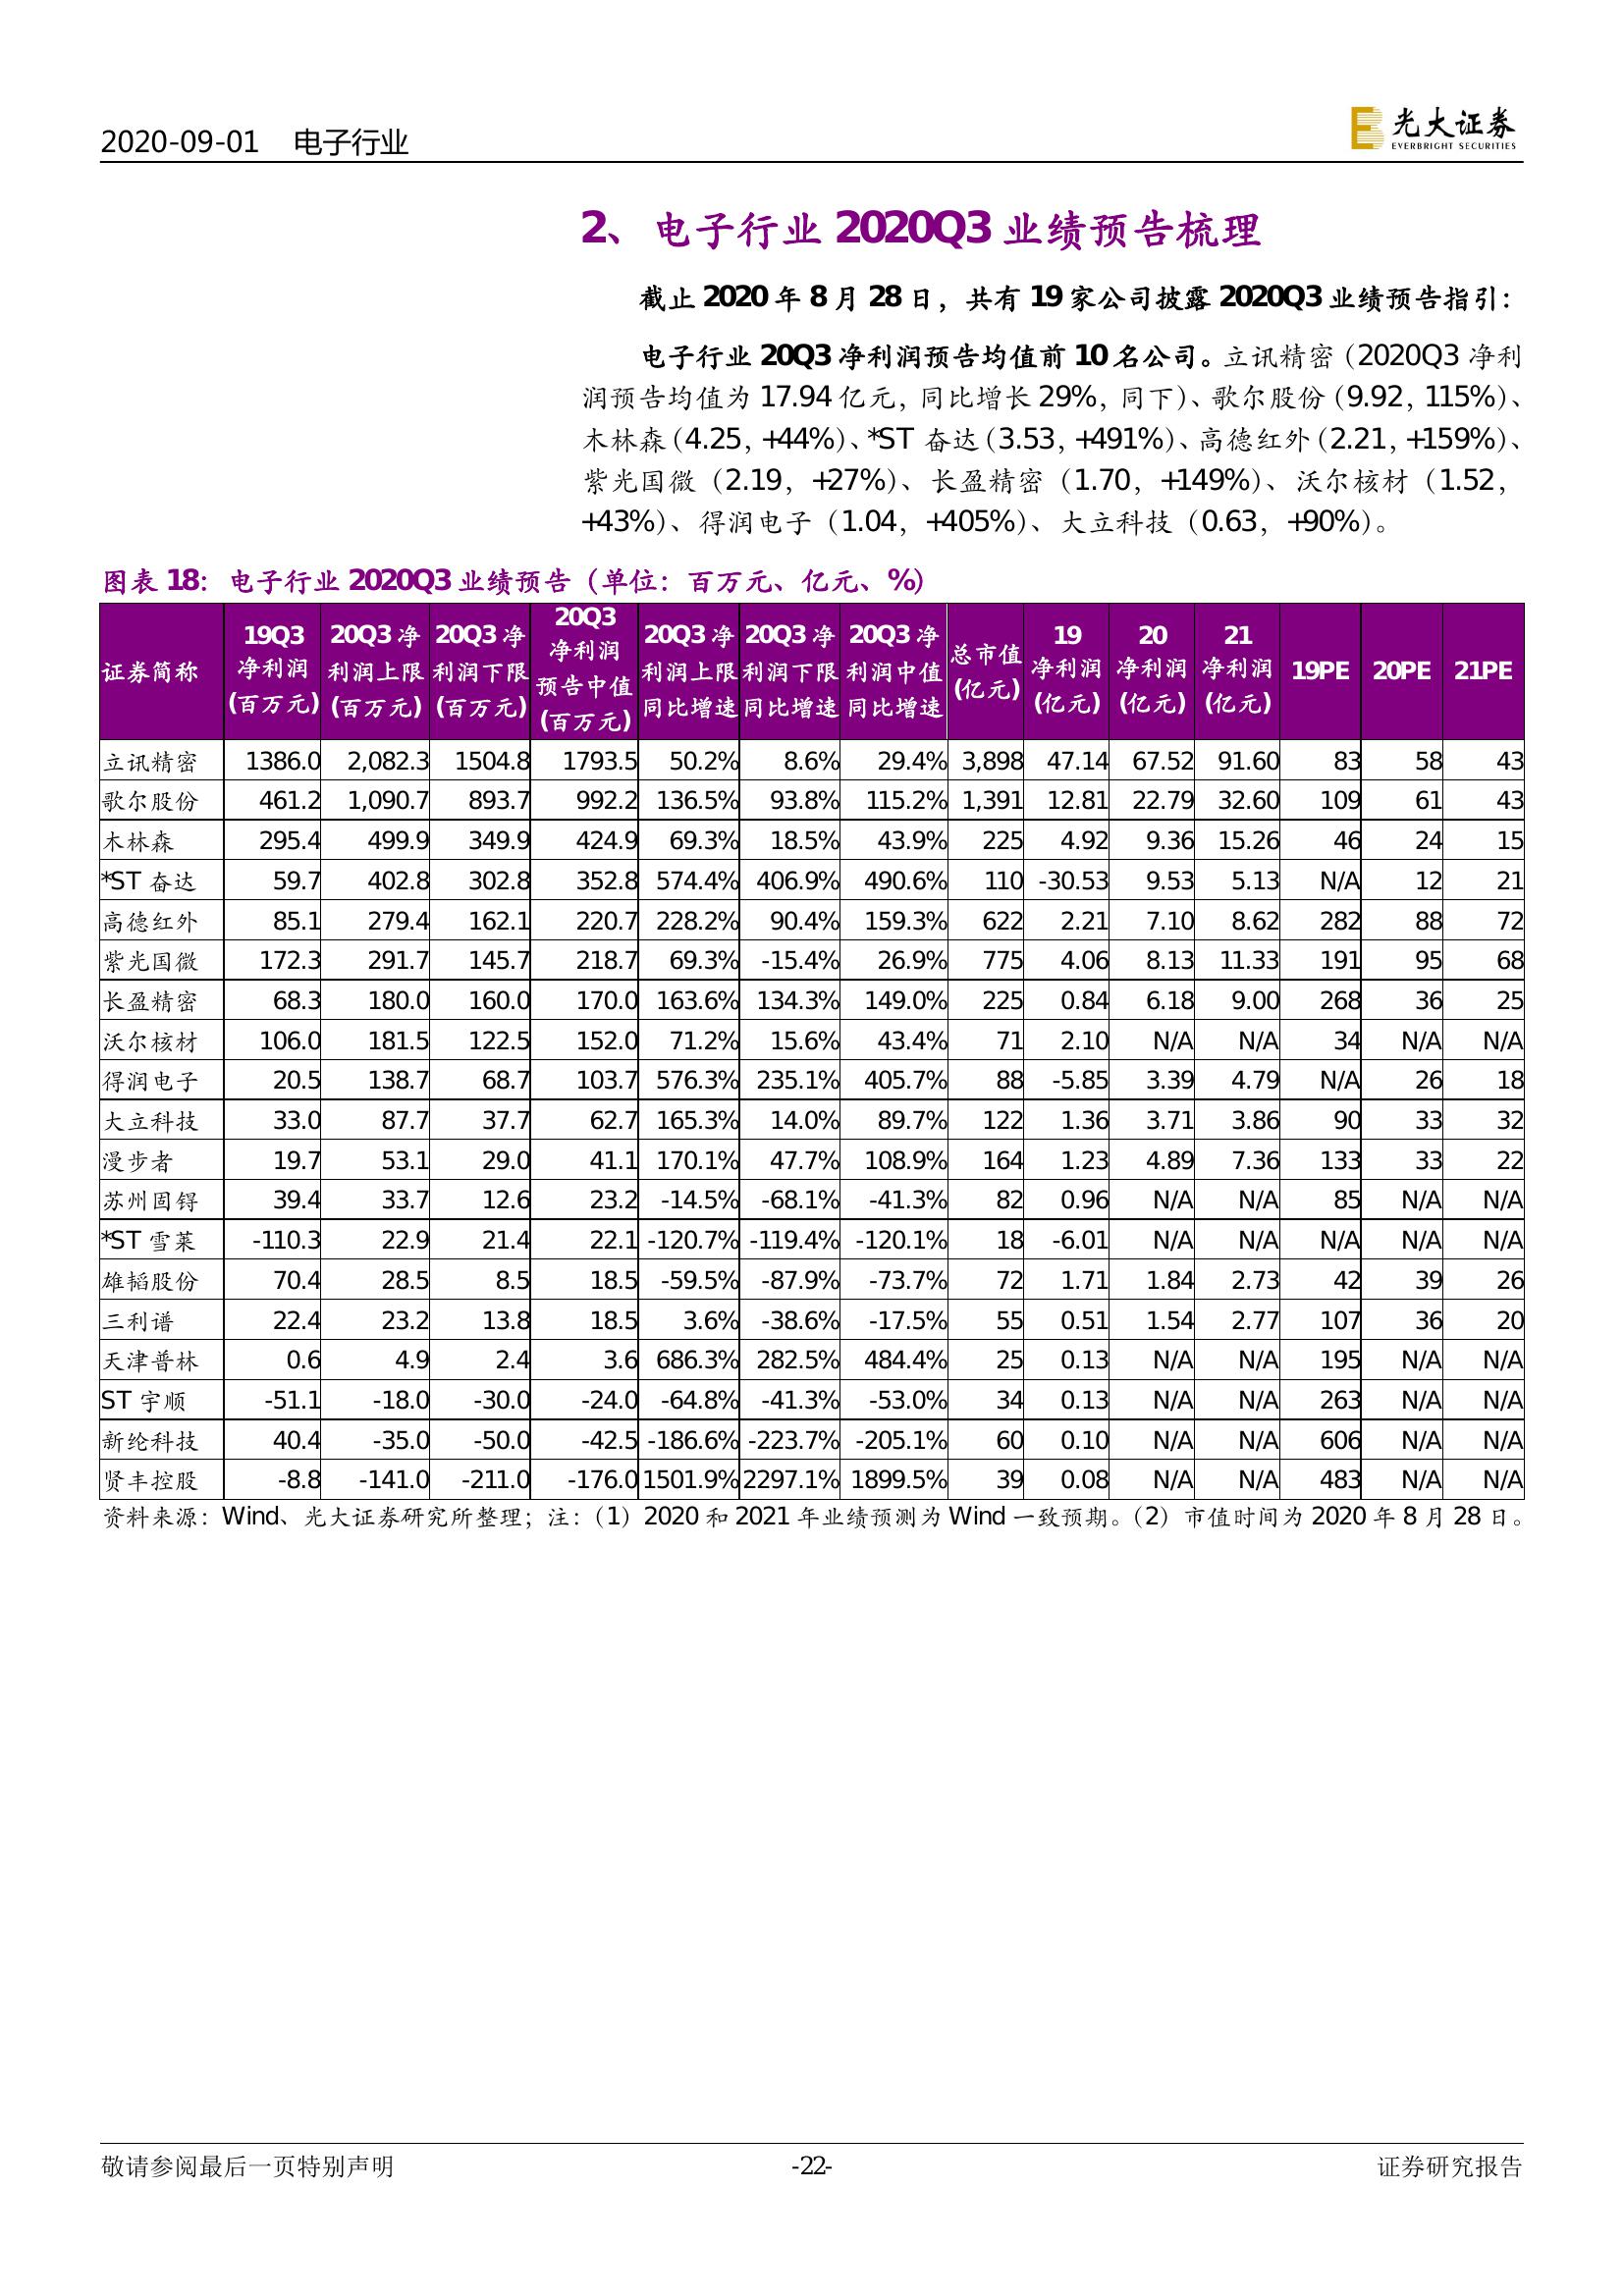 2020-09-01 电子行业
光大证券
EVERBRIGHT SECURITIES
2、 电子行业 2020Q3 业绩预告梳理
截止 2020 年 8 月 28 日，共有 19 家公司披露 2020Q3 业绩预告指引：
电子行业 20Q3 净利润预告均值前 10 名公司。立讯精密（2020Q3 净利
润预告均值为 17.94 亿元，同比增长 29%，同下）、歌尔股份（9.92，115%）、
木林森（4.25，+44%）、*ST 奋达（3.53，+491%）、高德红外（2.21，+159%）、
紫光国微（2.19，+27%）、长盈精密（1.70，+149%）、沃尔核材（1.52，
+43%）、得润电子（1.04，+405%）、大立科技（0.63，+90%）。
图表 18：电子行业 2020Q3 业绩预告（单位：百万元、亿元、%）
证券简称 19Q3 净利润 (百万元) 20Q3 净利润上限 (百万元) 20Q3 净利润下限 (百万元) 20Q3 净利润预告中值 (百万元) 20Q3 净利润上限同比增速 20Q3 净利润下限同比增速 20Q3 净利润中值同比增速 总市值 (亿元) 19 净利润 (亿元) 20 净利润 (亿元) 21 净利润 (亿元) 19PE 20PE 21PE
立讯精密 1386.0 2,082.3 1504.8 1793.5 50.2% 8.6% 29.4% 3,898 47.14 67.52 91.60 83 58 43
歌尔股份 461.2 1,090.7 893.7 992.2 136.5% 93.8% 115.2% 1,391 12.81 22.79 32.60 109 61 43
木林森 295.4 499.9 349.9 424.9 69.3% 18.5% 43.9% 225 4.92 9.36 15.26 46 24 15
*ST 奋达 59.7 402.8 302.8 352.8 574.4% 406.9% 490.6% 110 -30.53 9.53 5.13 N/A 12 21
高德红外 85.1 279.4 162.1 220.7 228.2% 90.4% 159.3% 622 2.21 7.10 8.62 282 88 72
紫光国微 172.3 291.7 145.7 218.7 69.3% -15.4% 26.9% 775 4.06 8.13 11.33 191 95 68
长盈精密 68.3 180.0 160.0 170.0 163.6% 134.3% 149.0% 225 0.84 6.18 9.00 268 36 25
沃尔核材 106.0 181.5 122.5 152.0 71.2% 15.6% 43.4% 71 2.10 N/A N/A 34 N/A N/A
得润电子 20.5 138.7 68.7 103.7 576.3% 235.1% 405.7% 88 -5.85 3.39 4.79 N/A 26 18
大立科技 33.0 87.7 37.7 62.7 165.3% 14.0% 89.7% 122 1.36 3.71 3.86 90 33 32
漫步者 19.7 53.1 29.0 41.1 170.1% 47.7% 108.9% 164 1.23 4.89 7.36 133 33 22
苏州固锝 39.4 33.7 12.6 23.2 -14.5% -68.1% -41.3% 82 0.96 N/A N/A 85 N/A N/A
*ST 雪莱 -110.3 22.9 21.4 22.1 -120.7% -119.4% -120.1% 18 -6.01 N/A N/A N/A N/A N/A
雄韬股份 70.4 28.5 8.5 18.5 -59.5% -87.9% -73.7% 72 1.71 1.84 2.73 42 39 26
三利谱 22.4 23.2 13.8 18.5 3.6% -38.6% -17.5% 55 0.51 1.54 2.77 107 36 20
天津普林 0.6 4.9 2.4 3.6 686.3% 282.5% 484.4% 25 0.13 N/A N/A 195 N/A N/A
ST 宇顺 -51.1 -18.0 -30.0 -24.0 -64.8% -41.3% -53.0% 34 0.13 N/A N/A 263 N/A N/A
新纶科技 40.4 -35.0 -50.0 -42.5 -186.6% -223.7% -205.1% 60 0.10 N/A N/A 606 N/A N/A
贤丰控股 -8.8 -141.0 -211.0 -176.0 1501.9% 2297.1% 1899.5% 39 0.08 N/A N/A 483 N/A N/A
资料来源：Wind、光大证券研究所整理；注：（1）2020 和 2021 年业绩预测为 Wind 一致预期。（2）市值时间为 2020 年 8 月 28 日。
敬请参阅最后一页特别声明 -22- 证券研究报告